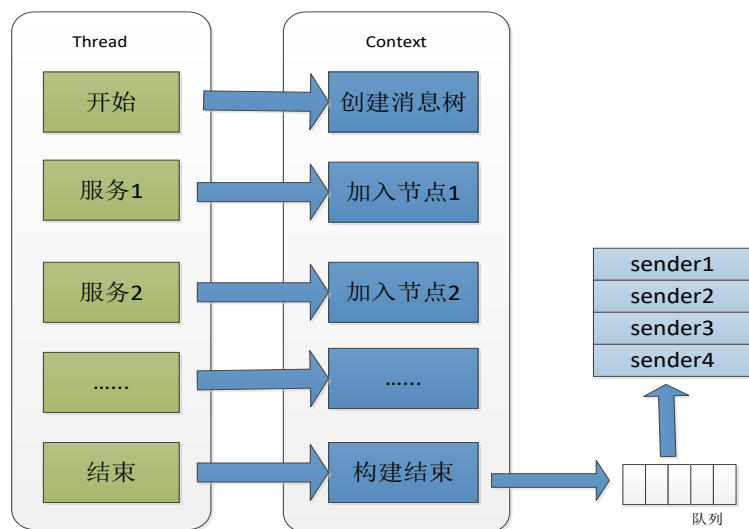 Thread
Context
开始
创建消息树
服务1
加入节点1
服务2
加入节点2
......
......
结束
构建结束
sender1
sender2
sender3
sender4
队列